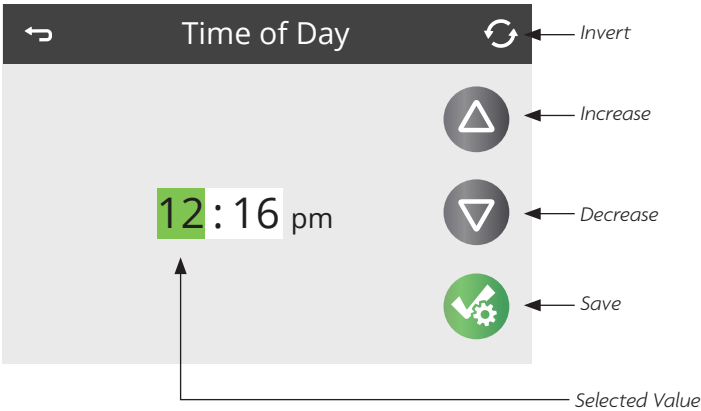 Time of Day
Invert
Increase
12 : 16 pm
Decrease
Save
Selected Value